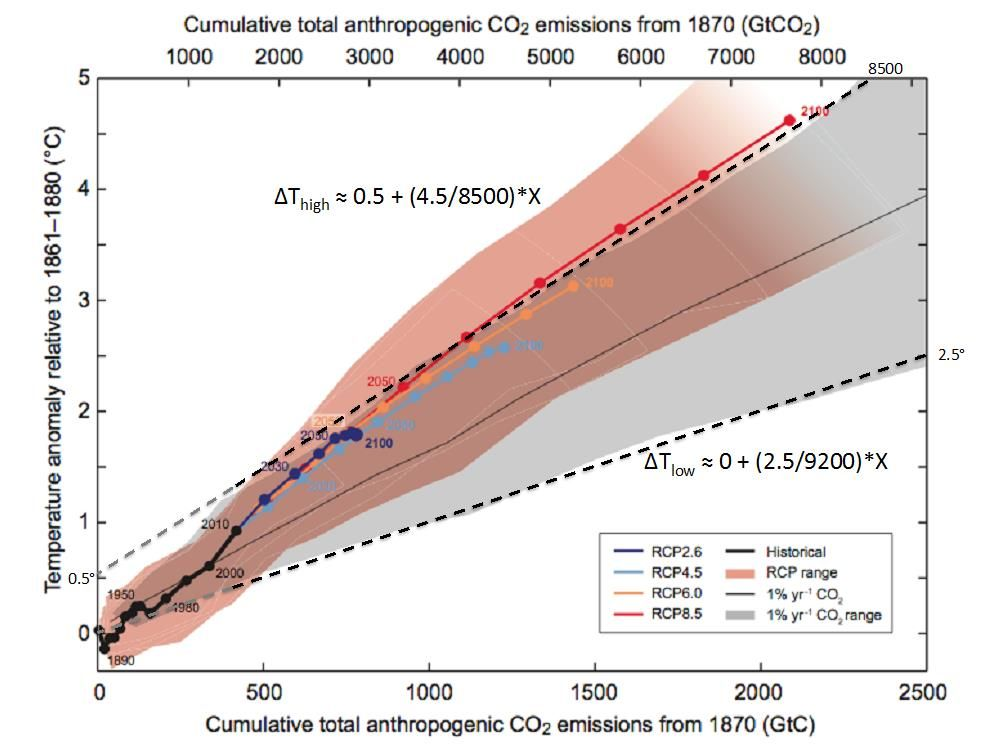 Cumulative total anthropogenic CO2 emissions from 1870 (GtCO2)
1000 2000 3000 4000 5000 6000 7000 8000
8500
5
4
3
2
1
0
0.5°
Temperature anomaly relative to 1861–1880 (°C)
ΔThigh ≈ 0.5 + (4.5/8500)*X
2100
2100
2100
2050
2050
2050
2050
2100
2030
2030
2010
2000
1950
1980
1890
2.5°
ΔTlow ≈ 0 + (2.5/9200)*X
RCP2.6
RCP4.5
RCP6.0
RCP8.5
Historical
RCP range
1% yr⁻¹ CO2
1% yr⁻¹ CO2 range
0 500 1000 1500 2000 2500
Cumulative total anthropogenic CO2 emissions from 1870 (GtC)